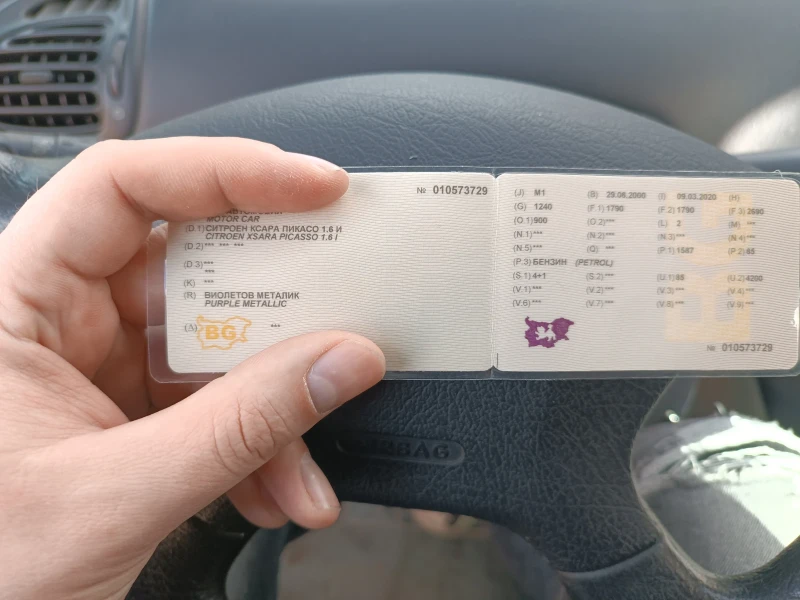 № 010573729
MOTOR CAR
(D.1) СИТРОЕН КСАРА ПИКАСО 1.6 И
CITROEN XSARA PICASSO 1.6 I
(D.2) *** *** ***
(D.3) ***
***
(K) ***
(R) ВИОЛЕТОВ МЕТАЛИК
PURPLE METALLIC
(A) ***
BG
(J) M1 (B) 29.06.2000 (I) 09.03.2020 (H)
(G) 1240 (F.1) 1790 (F.2) 1790 (F.3) 2690
(O.1) 900 (O.2) *** (L) 2 (M) ***
(N.1) *** (N.2) *** (N.3) *** (N.4) ***
(N.5) *** (Q) *** (P.1) 1587 (P.2) 65
(P.3) БЕНЗИН (PETROL)
(S.1) 4+1 (S.2) *** (U.1) 88 (U.2) 4200
(V.1) *** (V.2) *** (V.3) *** (V.4) ***
(V.6) *** (V.7) *** (V.8) *** (V.9) ***
№ 010573729
AIRBAG